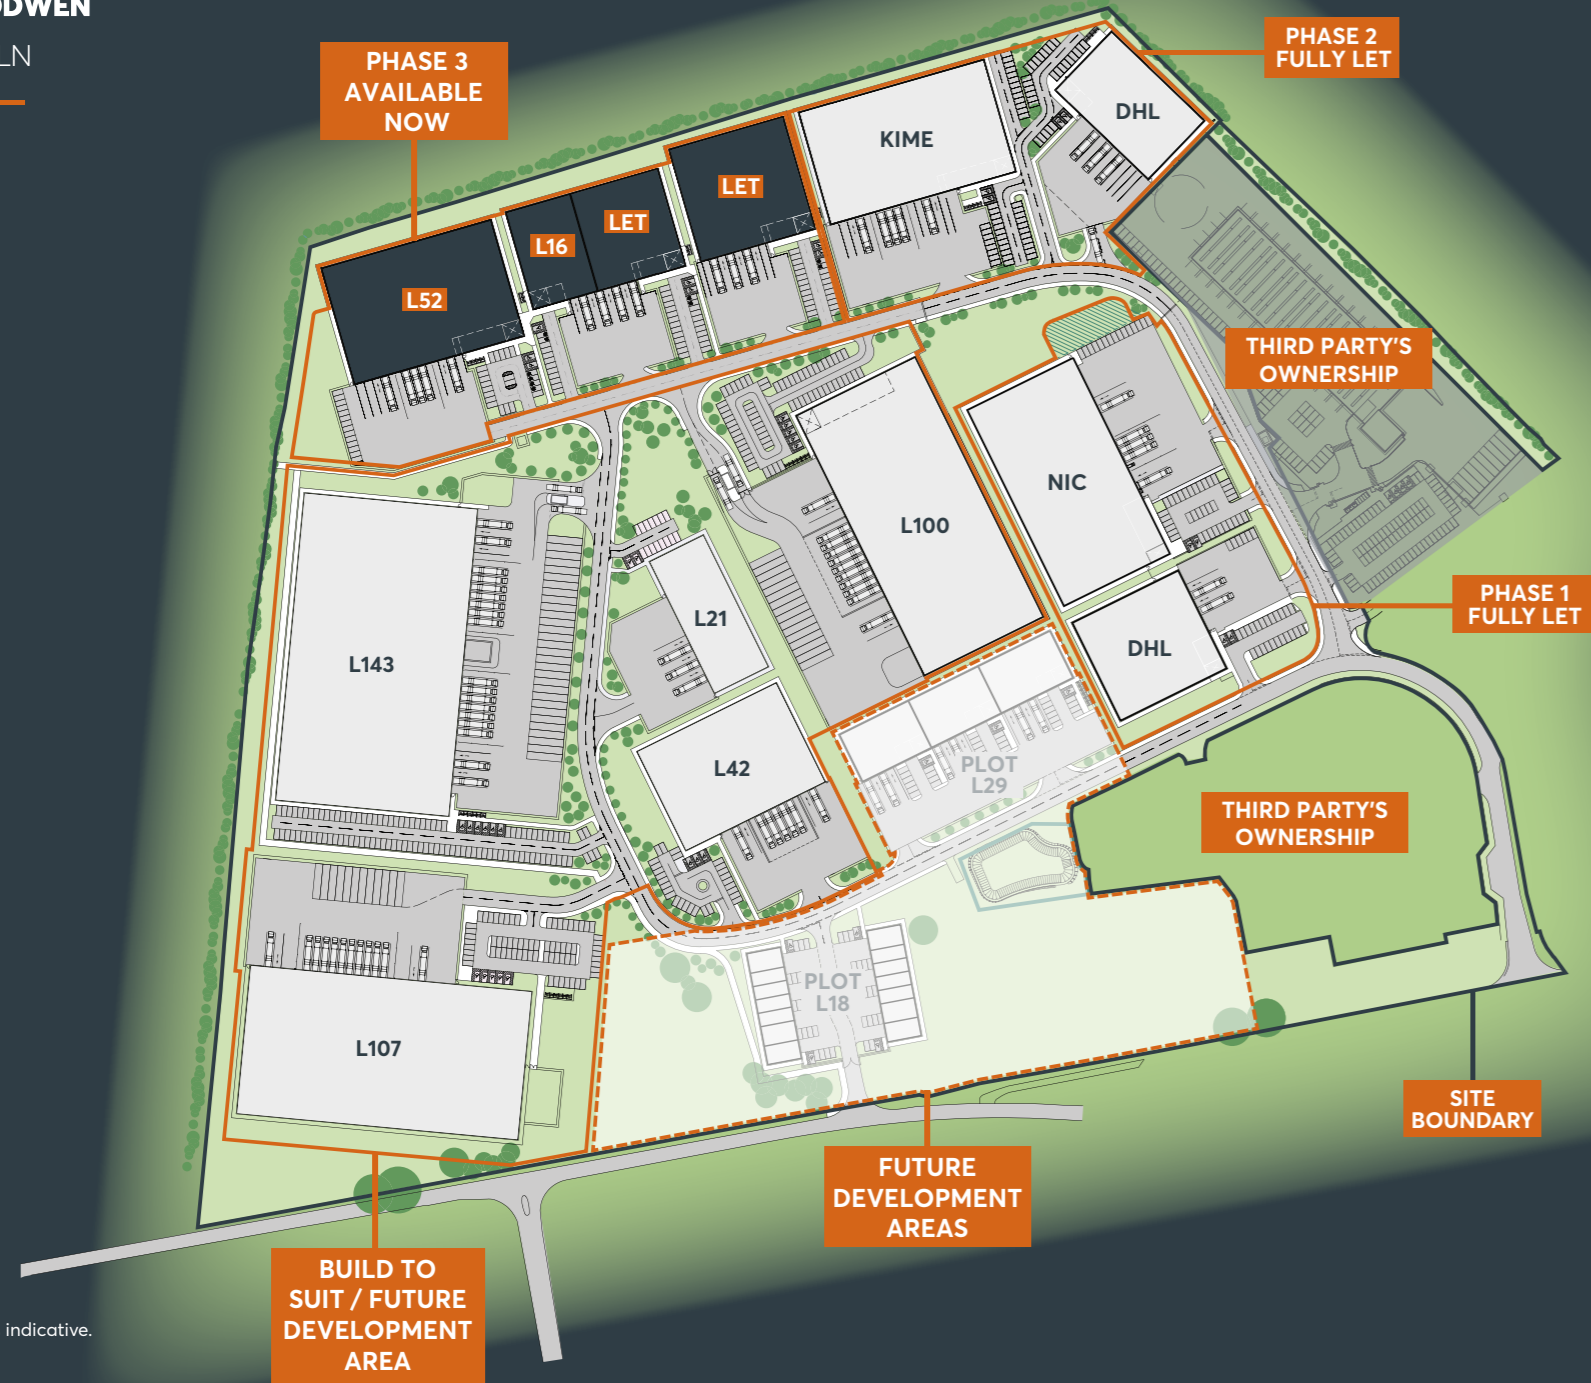 PHASE 3
AVAILABLE
NOW
PHASE 2
FULLY LET
DHL
KIME
LET
LET
L16
L52
THIRD PARTY'S
OWNERSHIP
NIC
L100
PHASE 1
FULLY LET
L21
DHL
L143
L42
PLOT
L29
THIRD PARTY'S
OWNERSHIP
PLOT
L18
L107
SITE
BOUNDARY
FUTURE
DEVELOPMENT
AREAS
BUILD TO
SUIT / FUTURE
DEVELOPMENT
AREA
indicative.